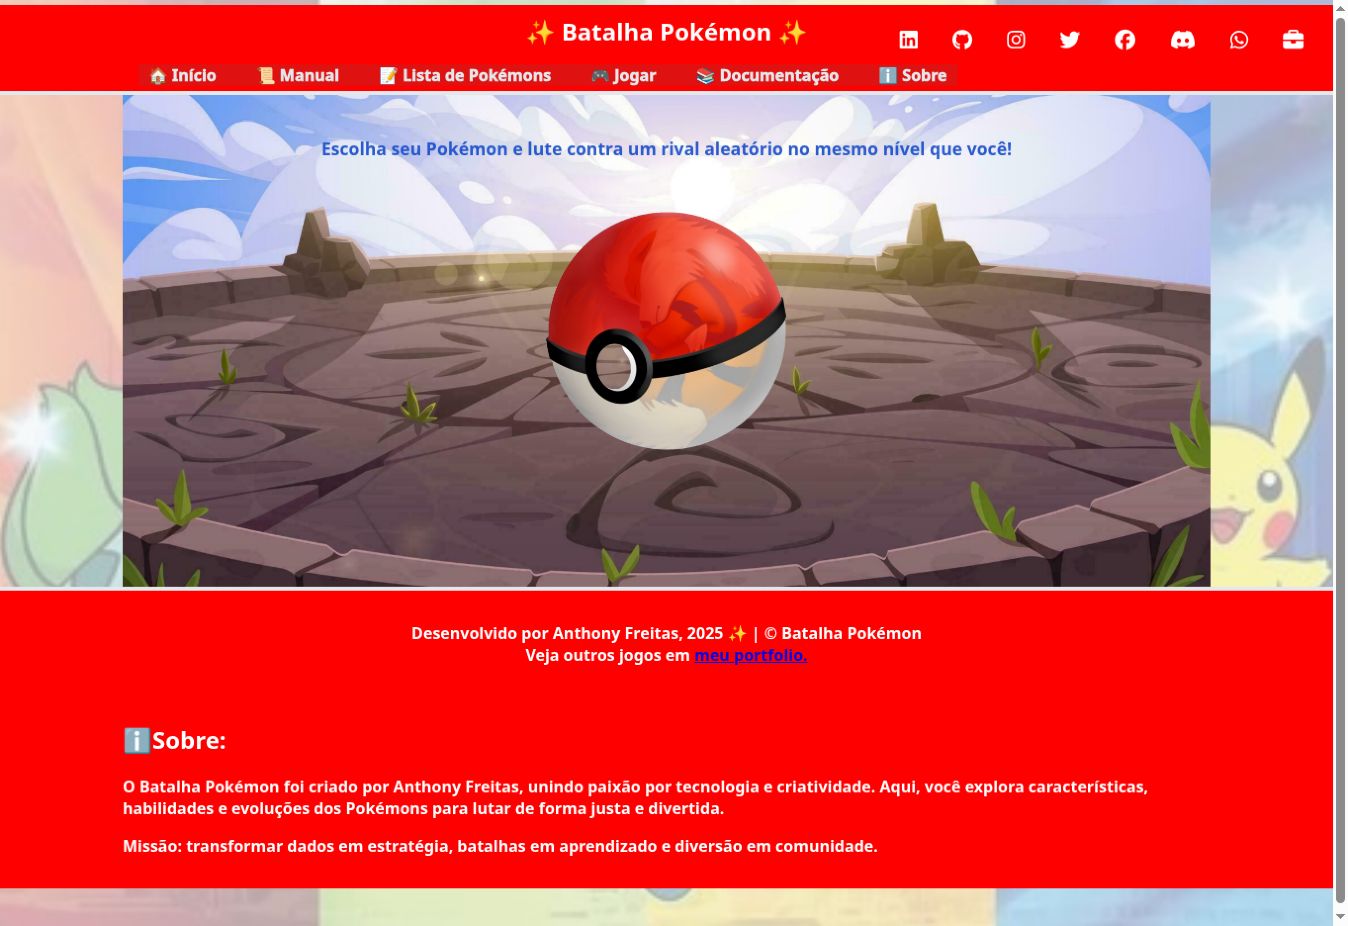 ✨ Batalha Pokémon ✨
🏠 Início 📜 Manual 📝 Lista de Pokémons 🎮 Jogar 📚 Documentação ℹ️ Sobre
Escolha seu Pokémon e lute contra um rival aleatório no mesmo nível que você!
Desenvolvido por Anthony Freitas, 2025 ✨ | © Batalha Pokémon
Veja outros jogos em meu portfolio.
ℹ️Sobre:
O Batalha Pokémon foi criado por Anthony Freitas, unindo paixão por tecnologia e criatividade. Aqui, você explora características,
habilidades e evoluções dos Pokémons para lutar de forma justa e divertida.
Missão: transformar dados em estratégia, batalhas em aprendizado e diversão em comunidade.